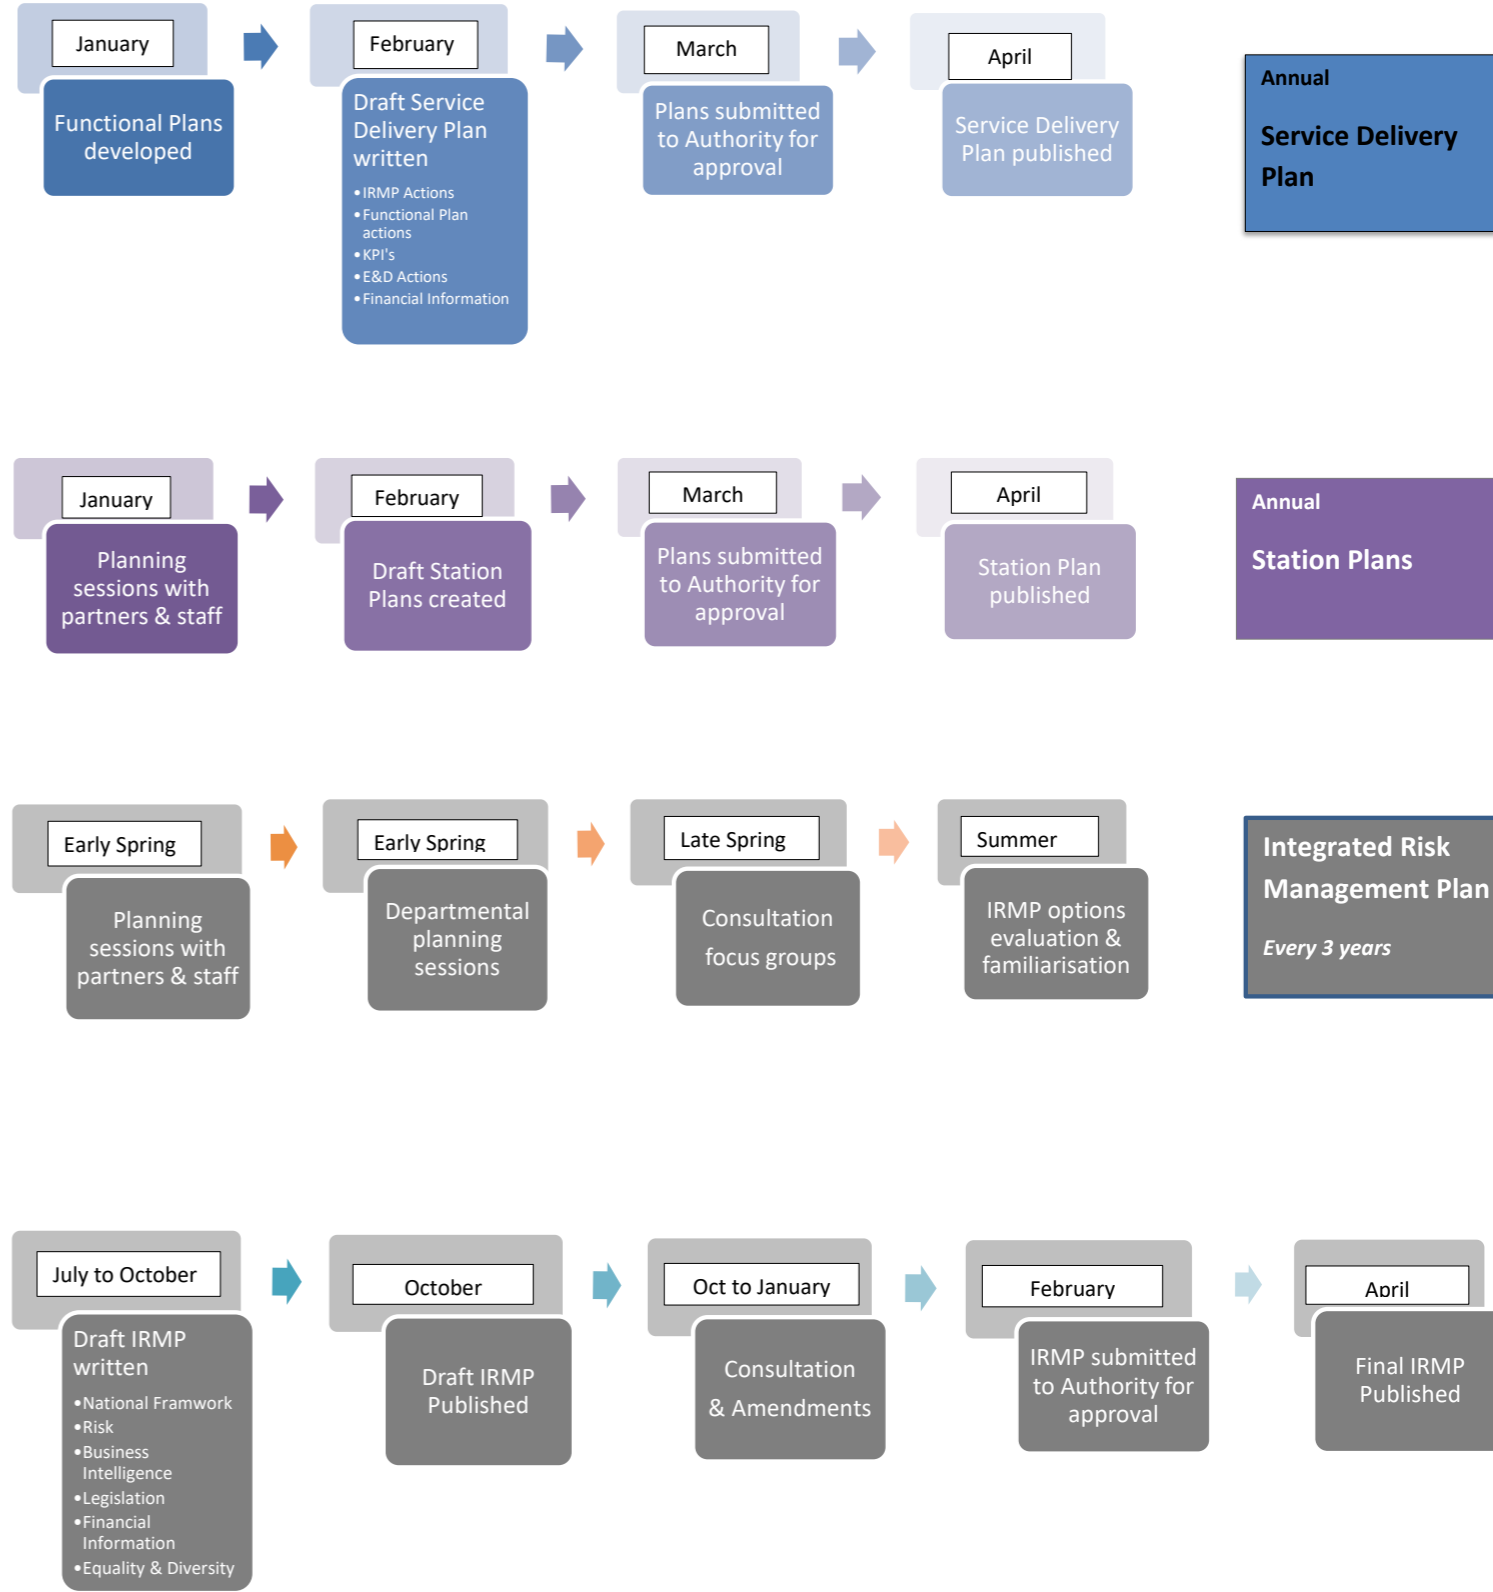 January
Functional Plans
developed
February
Draft Service
Delivery Plan
written
•IRMP Actions
•Functional Plan
actions
•KPI's
•E&D Actions
•Financial Information
March
Plans submitted
to Authority for
approval
April
Service Delivery
Plan published
Annual
Service Delivery
Plan
January
Planning
sessions with
partners & staff
February
Draft Station
Plans created
March
Plans submitted
to Authority for
approval
April
Station Plan
published
Annual
Station Plans
Early Spring
Planning
sessions with
partners & staff
Early Spring
Departmental
planning
sessions
Late Spring
Consultation
focus groups
Summer
IRMP options
evaluation &
familiarisation
Integrated Risk
Management Plan
Every 3 years
July to October
Draft IRMP
written
•National Framwork
•Risk
•Business
Intelligence
•Legislation
•Financial
Information
•Equality & Diversity
October
Draft IRMP
Published
Oct to January
Consultation
& Amendments
February
IRMP submitted
to Authority for
approval
April
Final IRMP
Published